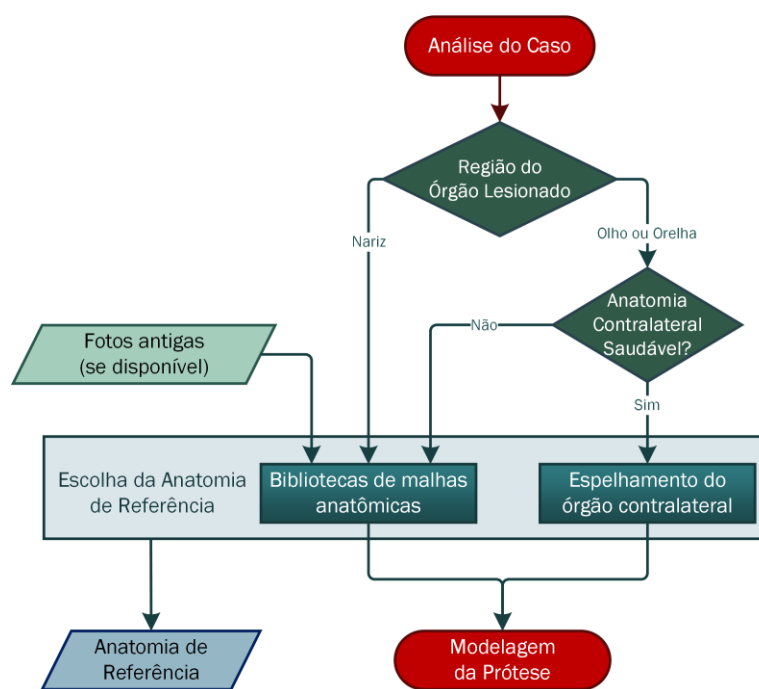 Análise do Caso
Região do
Órgão Lesionado
Nariz
Olho ou Orelha
Anatomia
Contralateral
Saudável?
Não
Sim
Fotos antigas
(se disponível)
Escolha da Anatomia
de Referência
Bibliotecas de malhas
anatômicas
Espelhamento do
órgão contralateral
Anatomia de
Referência
Modelagem
da Prótese